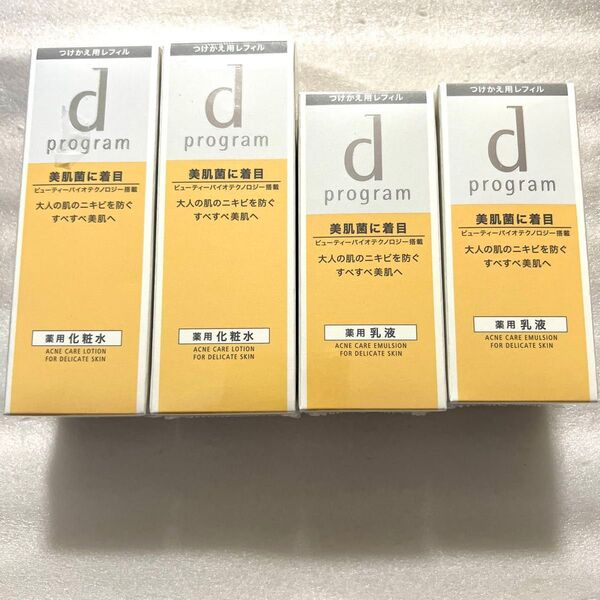 つけかえ用レフィル
d
program
美肌菌に着目
ビューティーバイオテクノロジー搭載
大人の肌のニキビを防ぐ
すべすべ美肌へ
薬用 化粧水
ACNE CARE LOTION
FOR DELICATE SKIN
つけかえ用レフィル
d
program
美肌菌に着目
ビューティーバイオテクノロジー搭載
大人の肌のニキビを防ぐ
すべすべ美肌へ
薬用 化粧水
ACNE CARE LOTION
FOR DELICATE SKIN
つけかえ用レフィル
d
program
美肌菌に着目
ビューティーバイオテクノロジー搭載
大人の肌のニキビを防ぐ
すべすべ美肌へ
薬用 乳液
ACNE CARE EMULSION
FOR DELICATE SKIN
つけかえ用レフィル
d
program
美肌菌に着目
ビューティーバイオテクノロジー搭載
大人の肌のニキビを防ぐ
すべすべ美肌へ
薬用 乳液
ACNE CARE EMULSION
FOR DELICATE SKIN